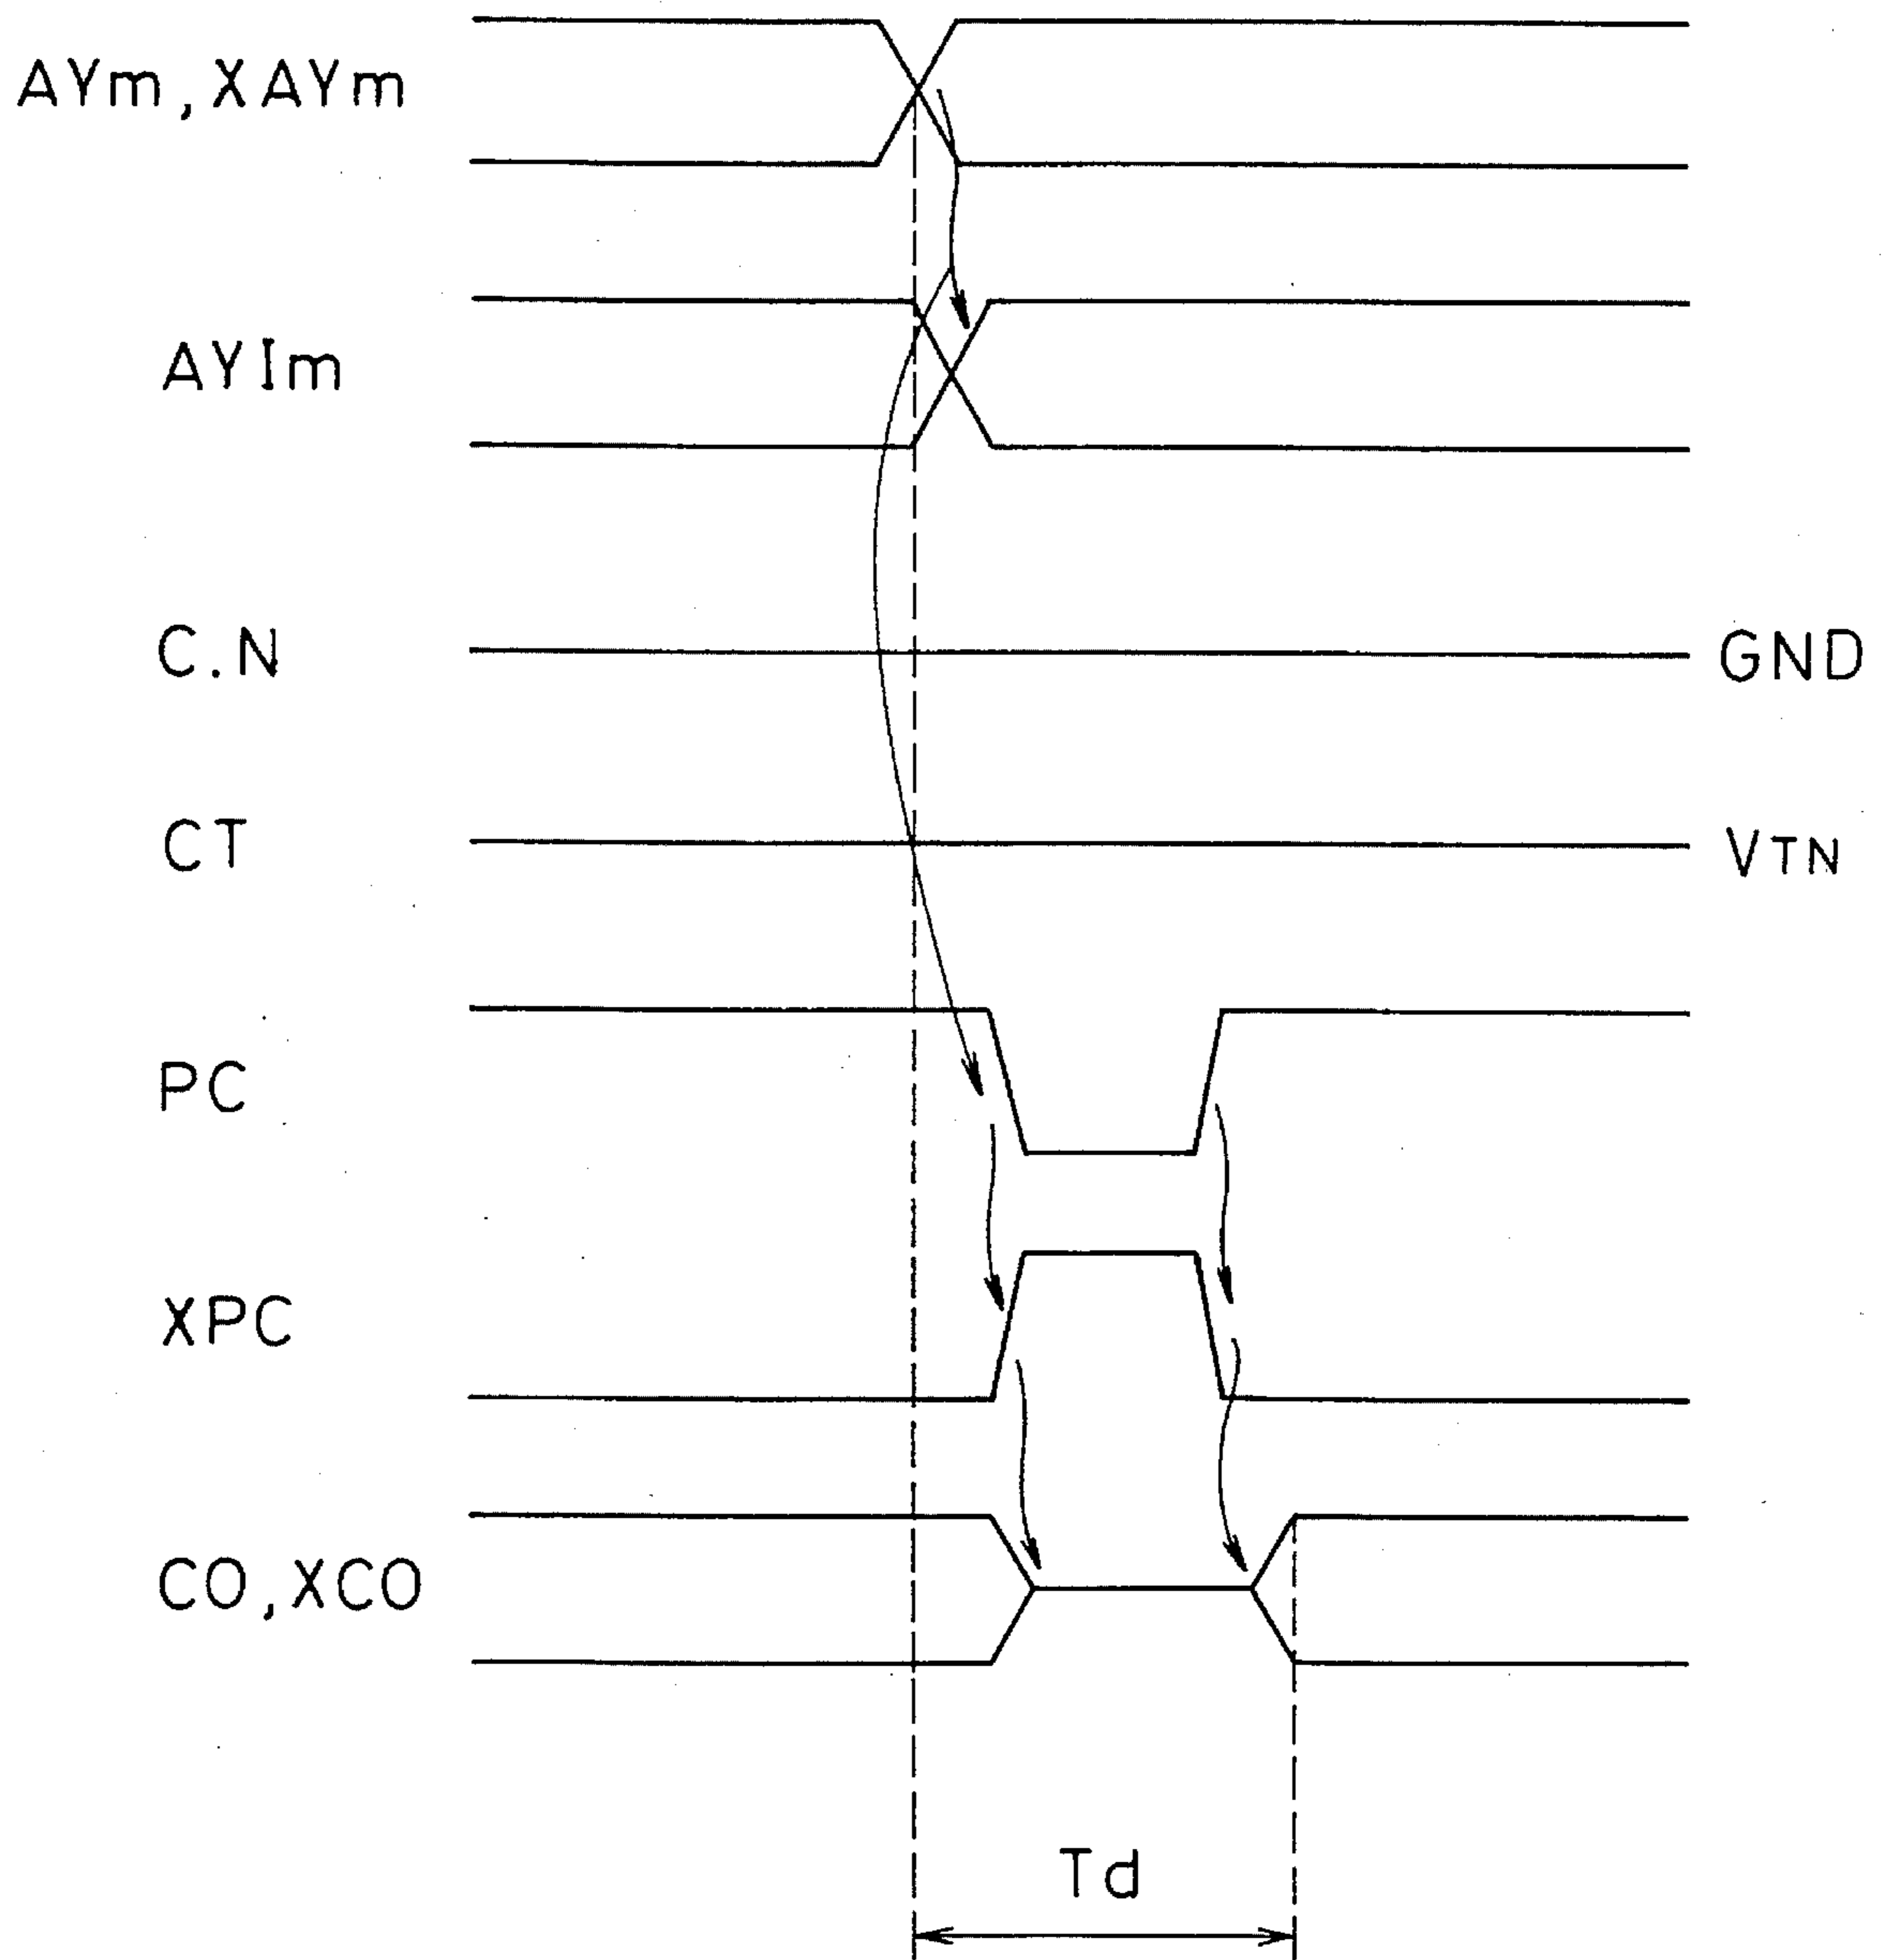 AYm,XAYm
AYIm
C.N GND
CT VTN
PC
XPC
CO,XCO
Td